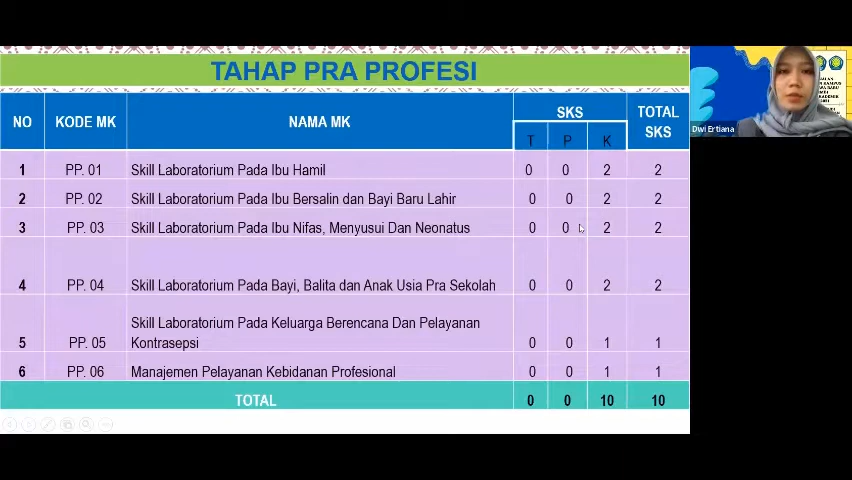 TAHAP PRA PROFESI
NO KODE MK NAMA MK SKS TOTAL SKS
T P K
1 PP. 01 Skill Laboratorium Pada Ibu Hamil 0 0 2 2
2 PP. 02 Skill Laboratorium Pada Ibu Bersalin dan Bayi Baru Lahir 0 0 2 2
3 PP. 03 Skill Laboratorium Pada Ibu Nifas, Menyusui Dan Neonatus 0 0 2 2
4 PP. 04 Skill Laboratorium Pada Bayi, Balita dan Anak Usia Pra Sekolah 0 0 2 2
Skill Laboratorium Pada Keluarga Berencana Dan Pelayanan
5 PP. 05 Kontrasepsi 0 0 1 1
6 PP. 06 Manajemen Pelayanan Kebidanan Profesional 0 0 1 1
TOTAL 0 0 10 10
Dwi Ertiana